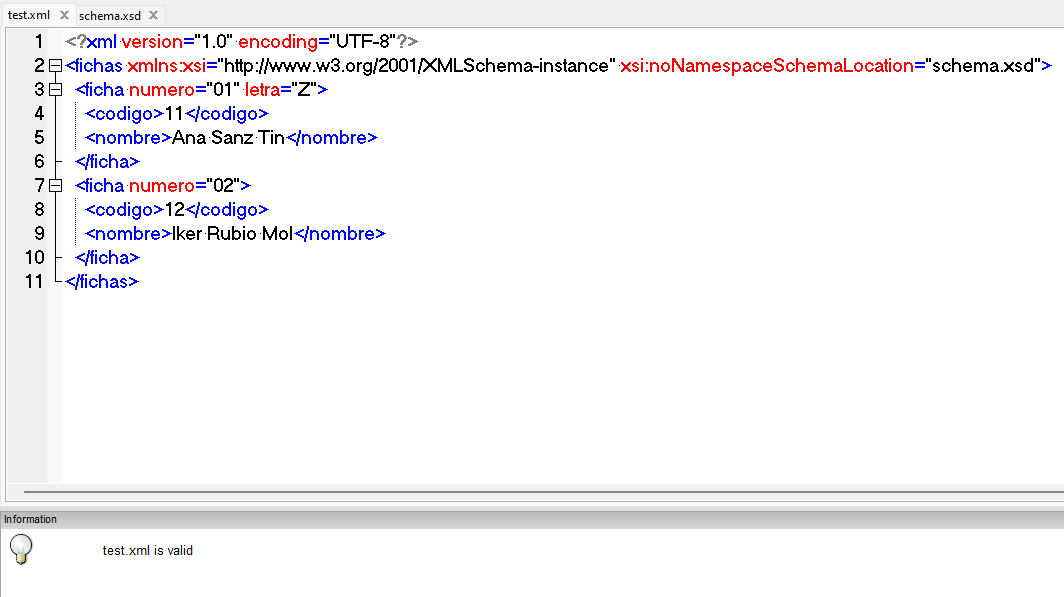 test.xml schema.xsd
1 <?xml version="1.0" encoding="UTF-8"?>
2 <fichas xmlns:xsi="http://www.w3.org/2001/XMLSchema-instance" xsi:noNamespaceSchemaLocation="schema.xsd">
3 <ficha numero="01" letra="Z">
4 <codigo>11</codigo>
5 <nombre>Ana Sanz Tin</nombre>
6 </ficha>
7 <ficha numero="02">
8 <codigo>12</codigo>
9 <nombre>Iker Rubio Mol</nombre>
10 </ficha>
11 </fichas>
Information
test.xml is valid